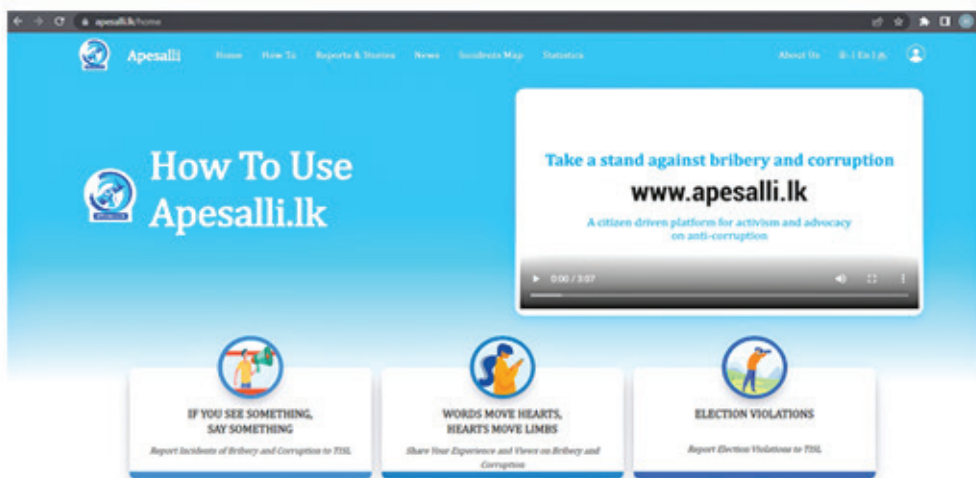 apesalli.lk/home
Apesalli
Home How To Reports & Stories News Incidents Map Statistics
About Us
How To Use
Apesalli.lk
Take a stand against bribery and corruption
www.apesalli.lk
A citizen driven platform for activism and advocacy
on anti-corruption
0:00 / 3:07
IF YOU SEE SOMETHING,
SAY SOMETHING
Report Incidents of Bribery and Corruption to TISL
WORDS MOVE HEARTS,
HEARTS MOVE LIMBS
Share Your Experience and Views on Bribery and
Corruption
ELECTION VIOLATIONS
Report Election Violations to TISL